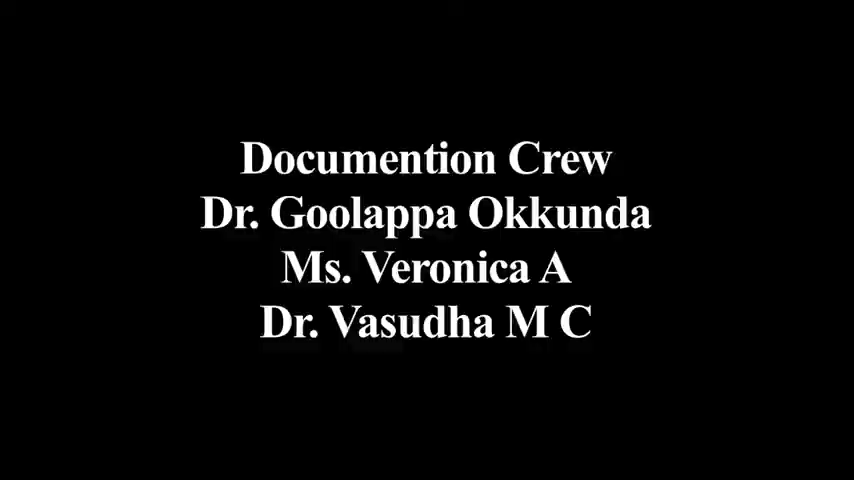 Documention Crew
Dr. Goolappa Okkunda
Ms. Veronica A
Dr. Vasudha M C